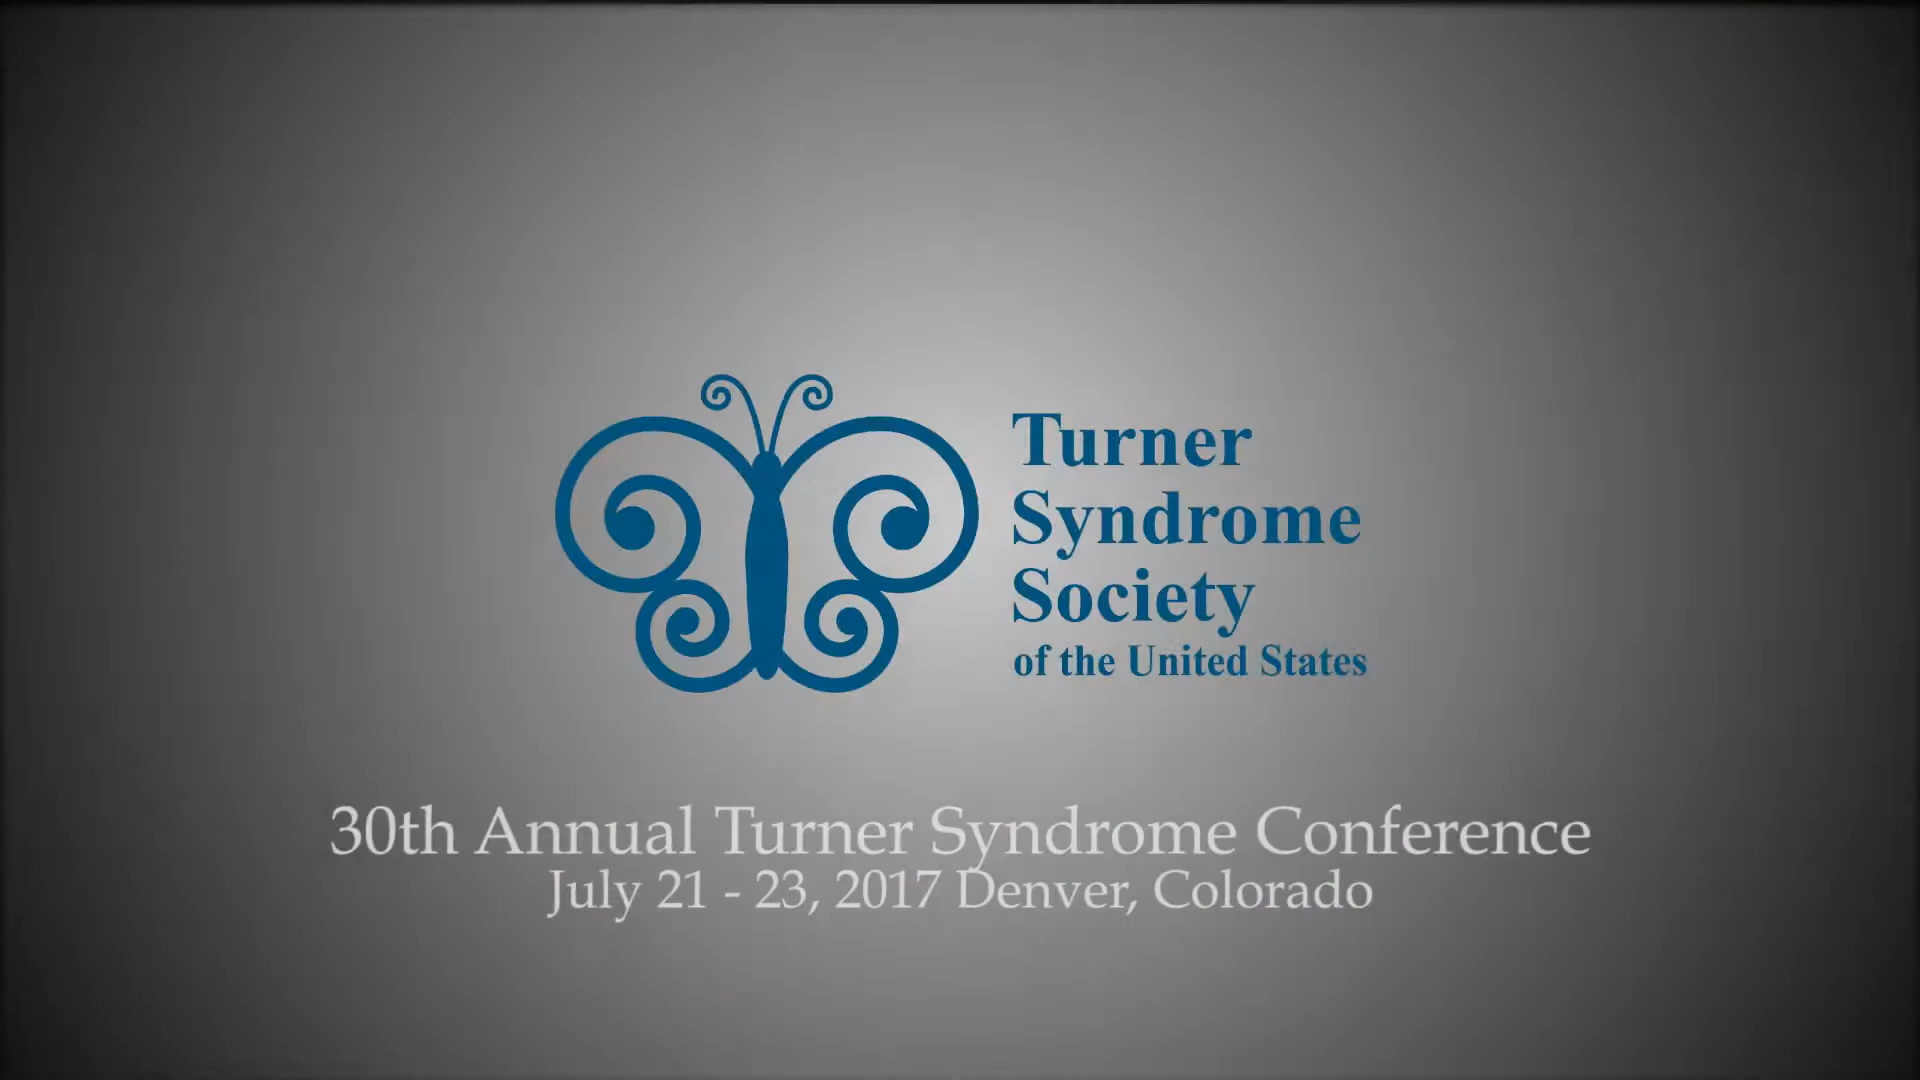 Turner
Syndrome
Society
of the United States
30th Annual Turner Syndrome Conference
July 21 - 23, 2017 Denver, Colorado